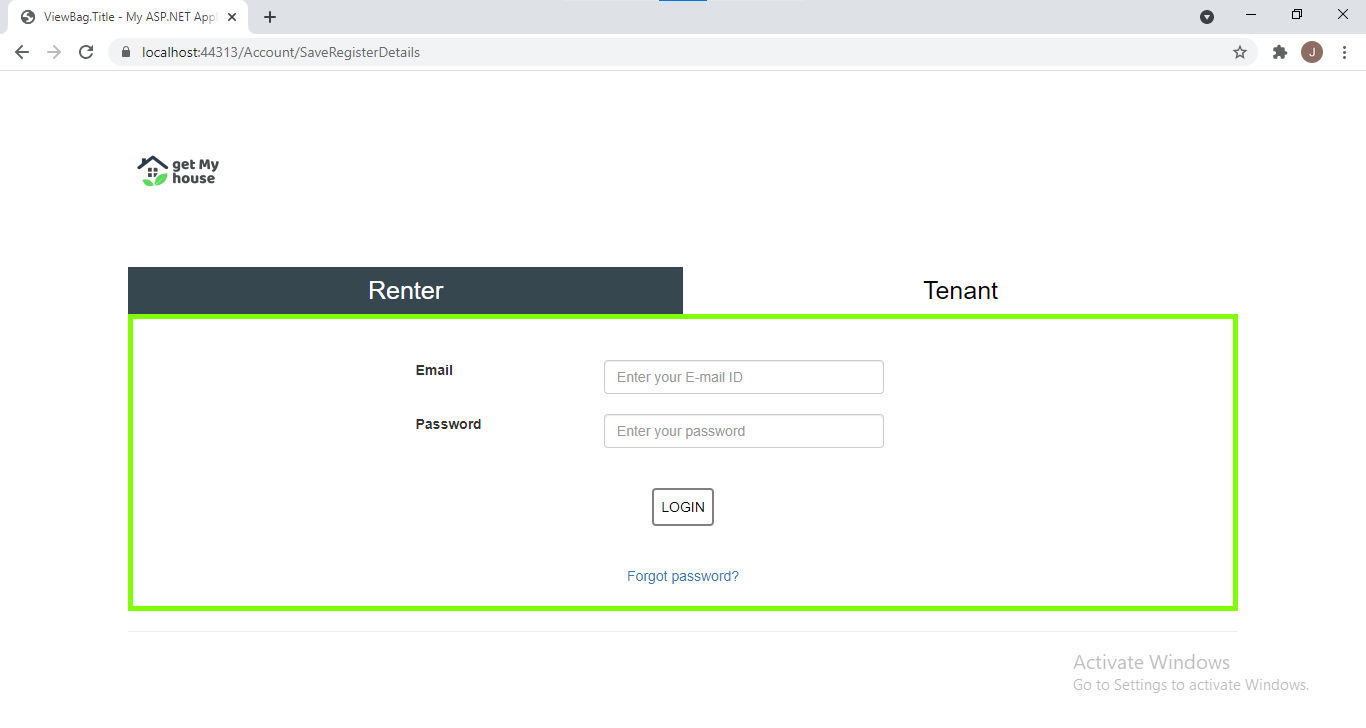 ViewBag.Title - My ASP.NET Appl
localhost:44313/Account/SaveRegisterDetails
J
get My
house
Renter
Tenant
Email
Enter your E-mail ID
Password
Enter your password
LOGIN
Forgot password?
Activate Windows
Go to Settings to activate Windows.